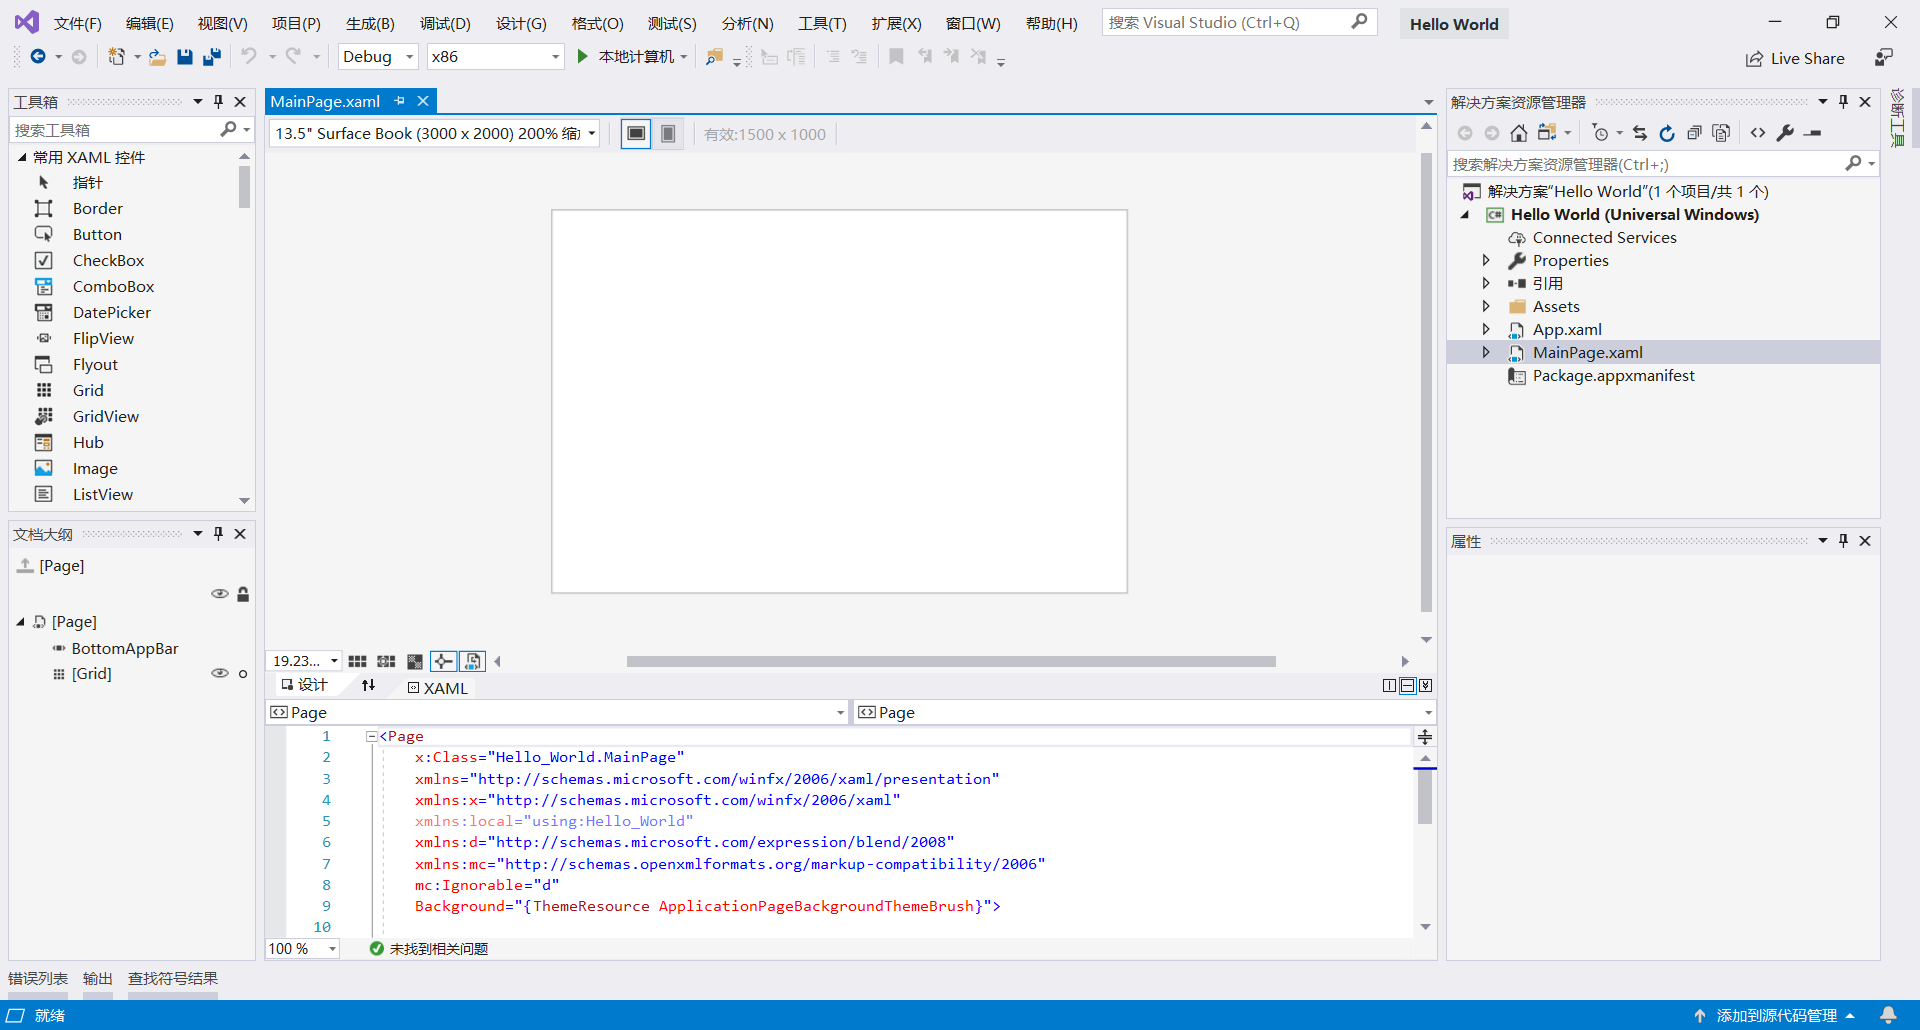 文件(F) 编辑(E) 视图(V) 项目(P) 生成(B) 调试(D) 设计(G) 格式(O) 测试(S) 分析(N) 工具(T) 扩展(X) 窗口(W) 帮助(H) 搜索 Visual Studio (Ctrl+Q) Hello World
Debug x86 本地计算机 Live Share
工具箱
搜索工具箱
常用 XAML 控件
指针
Border
Button
CheckBox
ComboBox
DatePicker
FlipView
Flyout
Grid
GridView
Hub
Image
ListView
文档大纲
[Page]
[Page]
BottomAppBar
[Grid]
MainPage.xaml
13.5" Surface Book (3000 x 2000) 200% 缩 有效:1500 x 1000
19.23...
设计 XAML
Page Page
1 <Page
2 x:Class="Hello_World.MainPage"
3 xmlns="http://schemas.microsoft.com/winfx/2006/xaml/presentation"
4 xmlns:x="http://schemas.microsoft.com/winfx/2006/xaml"
5 xmlns:local="using:Hello_World"
6 xmlns:d="http://schemas.microsoft.com/expression/blend/2008"
7 xmlns:mc="http://schemas.openxmlformats.org/markup-compatibility/2006"
8 mc:Ignorable="d"
9 Background="{ThemeResource ApplicationPageBackgroundThemeBrush}">
10
100 % 未找到相关问题
解决方案资源管理器
搜索解决方案资源管理器(Ctrl+;)
解决方案“Hello World”(1 个项目/共 1 个)
C# Hello World (Universal Windows)
Connected Services
Properties
引用
Assets
App.xaml
MainPage.xaml
Package.appxmanifest
属性
诊断工具
错误列表 输出 查找符号结果
就绪 添加到源代码管理